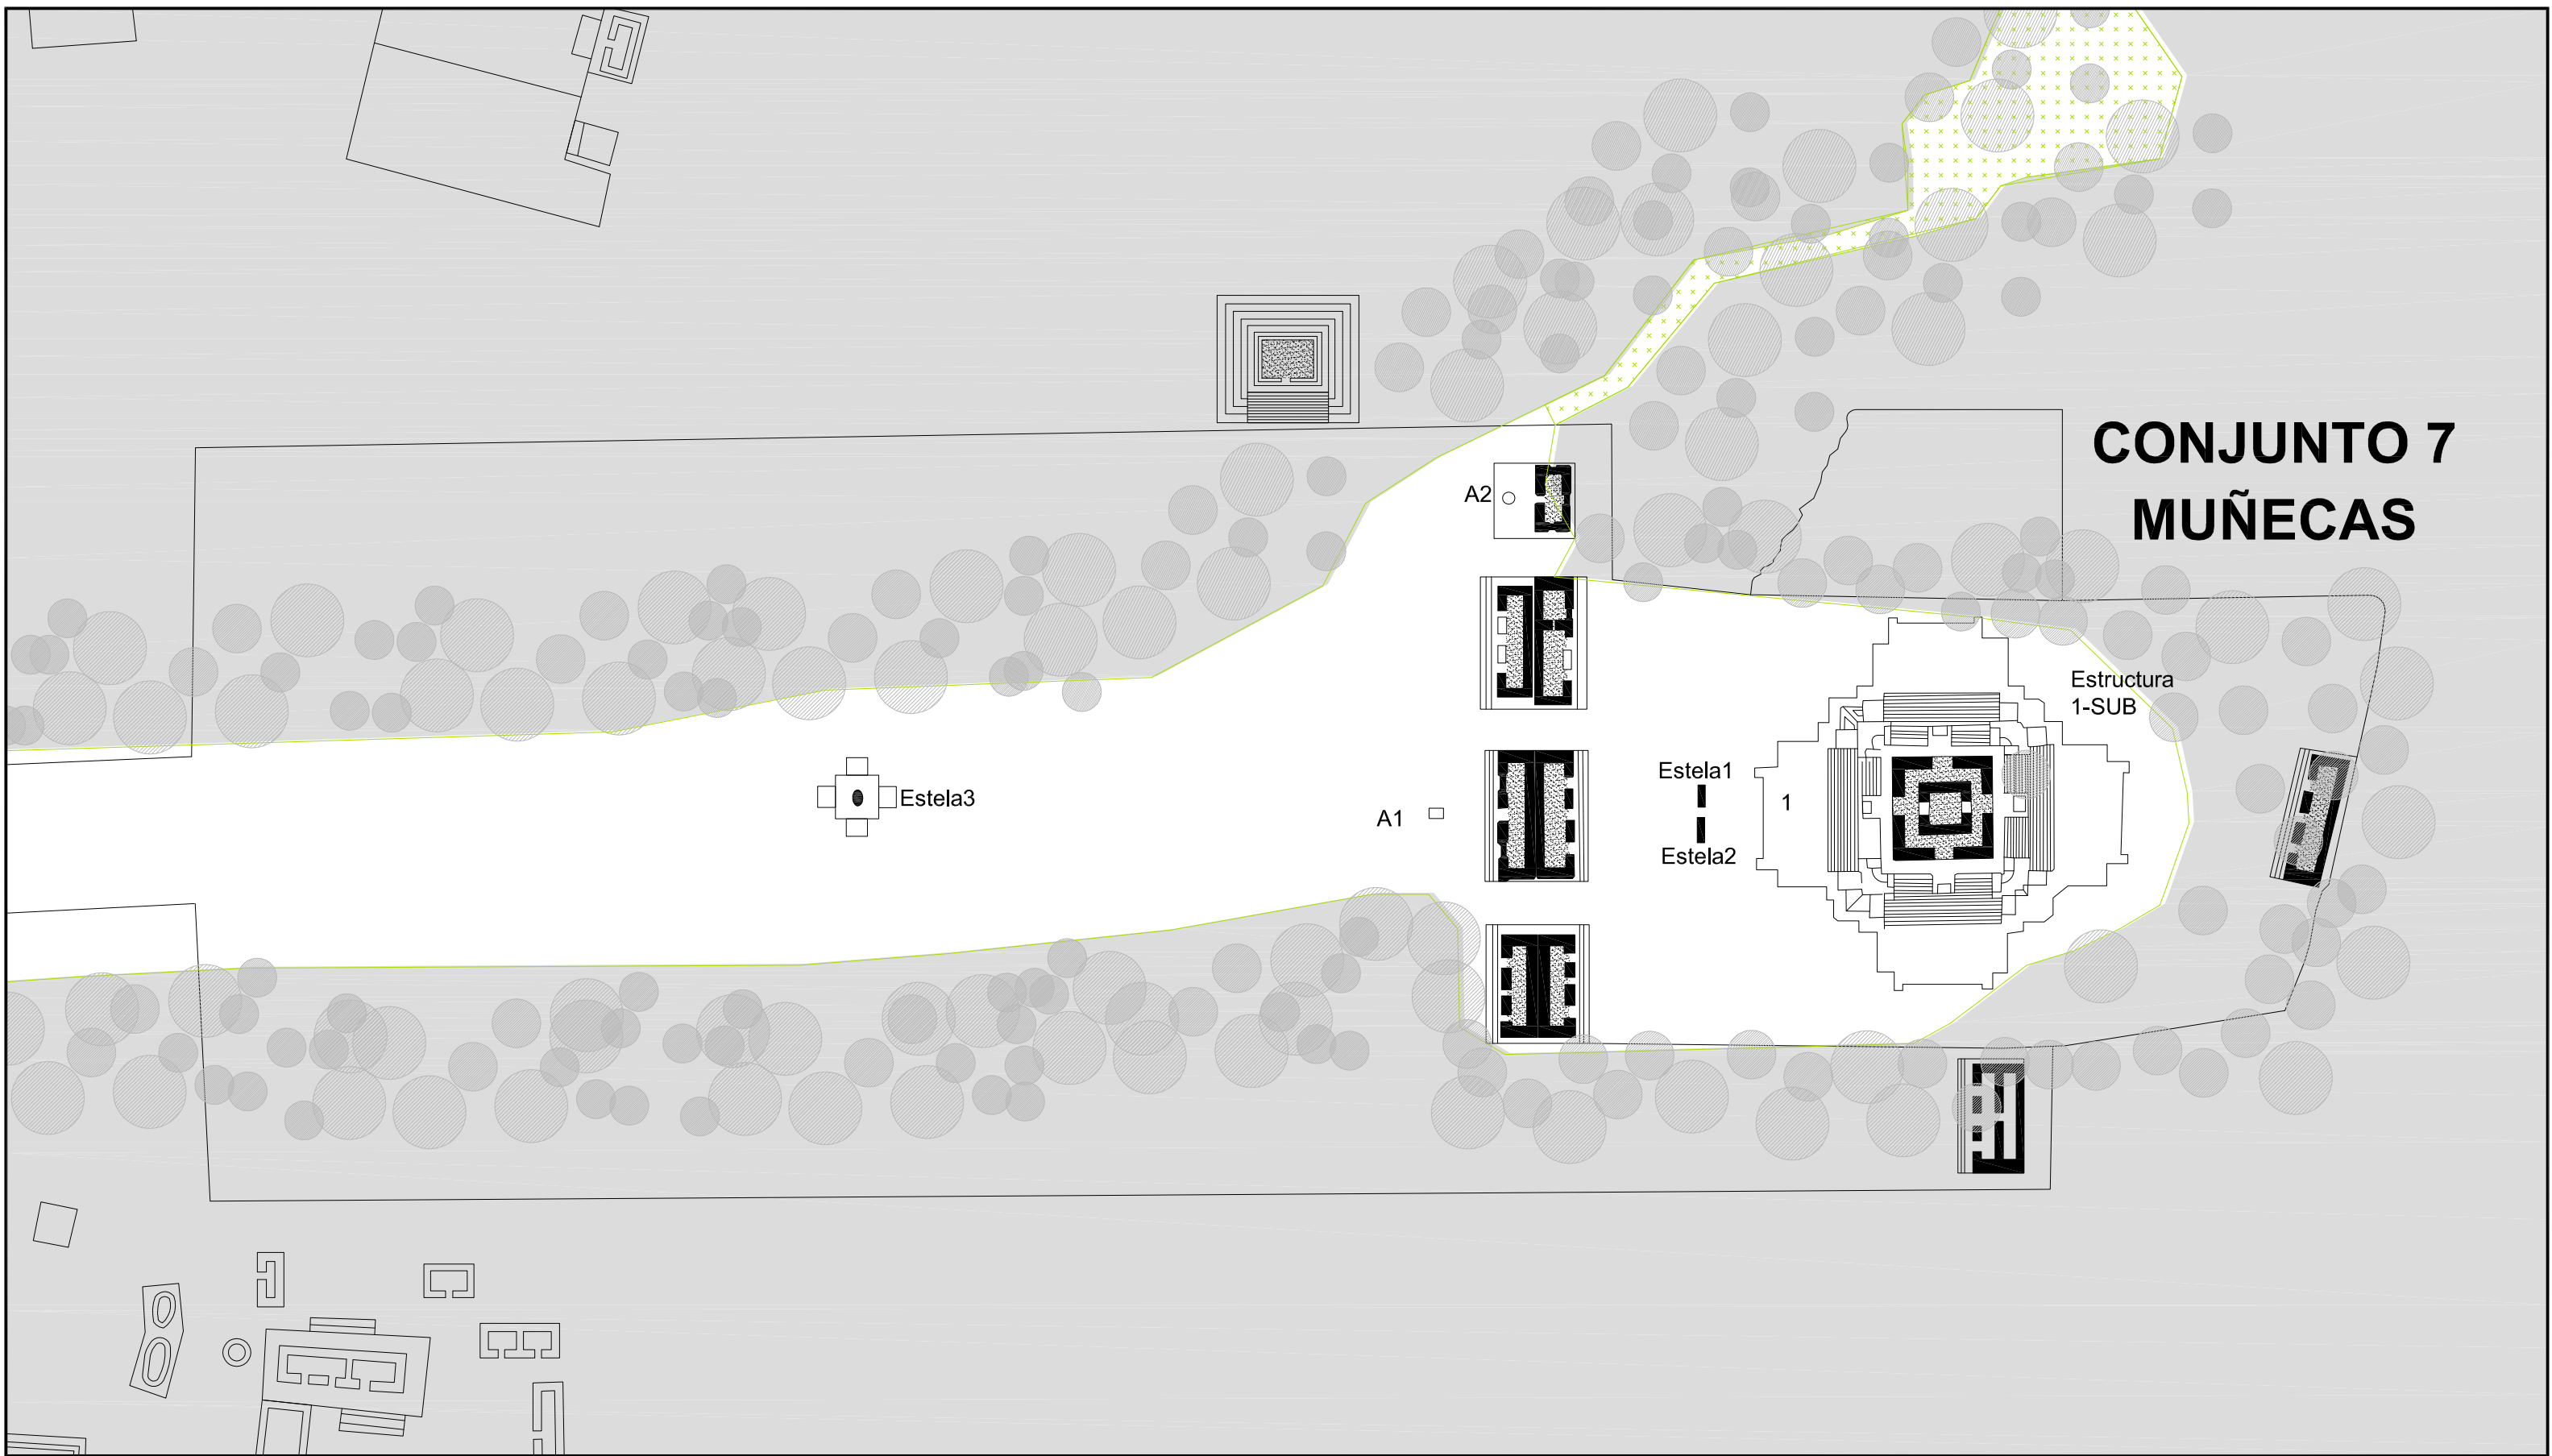 CONJUNTO 7
MUÑECAS
A2
Estructura
1-SUB
Estela1
Estela3
1
A1
Estela2